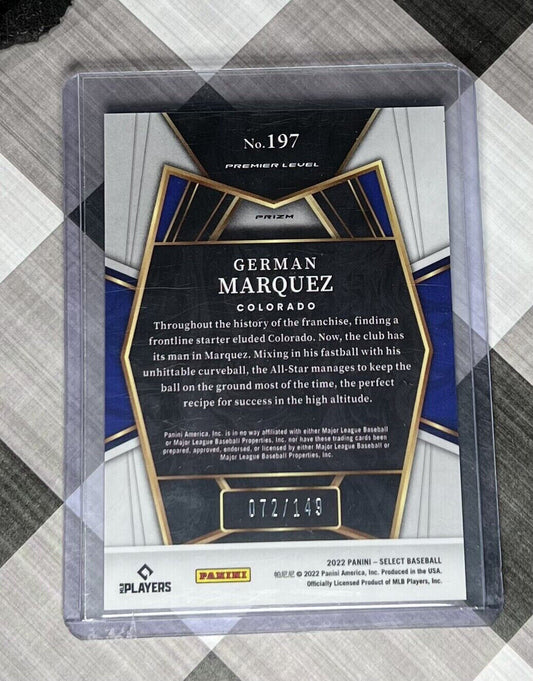 No. 197
PREMIER LEVEL
PRIZM
GERMAN
MARQUEZ
COLORADO
Throughout the history of the franchise, finding a
frontline starter eluded Colorado. Now, the club has
its man in Marquez. Mixing in his fastball with his
unhittable curveball, the All-Star manages to keep the
ball on the ground most of the time, the perfect
recipe for success in the high altitude.
Panini America, Inc. is in no way affiliated with either Major League Baseball
or Major League Baseball Properties, Inc. nor have these trading cards been
prepared, approved, endorsed, or licensed by either Major League Baseball or
Major League Baseball Properties, Inc.
072/149
MLB PLAYERS
PANINI
2022 PANINI – SELECT BASEBALL
帕尼尼 © 2022 Panini America, Inc. Produced in the USA.
Officially Licensed Product of MLB Players, Inc.